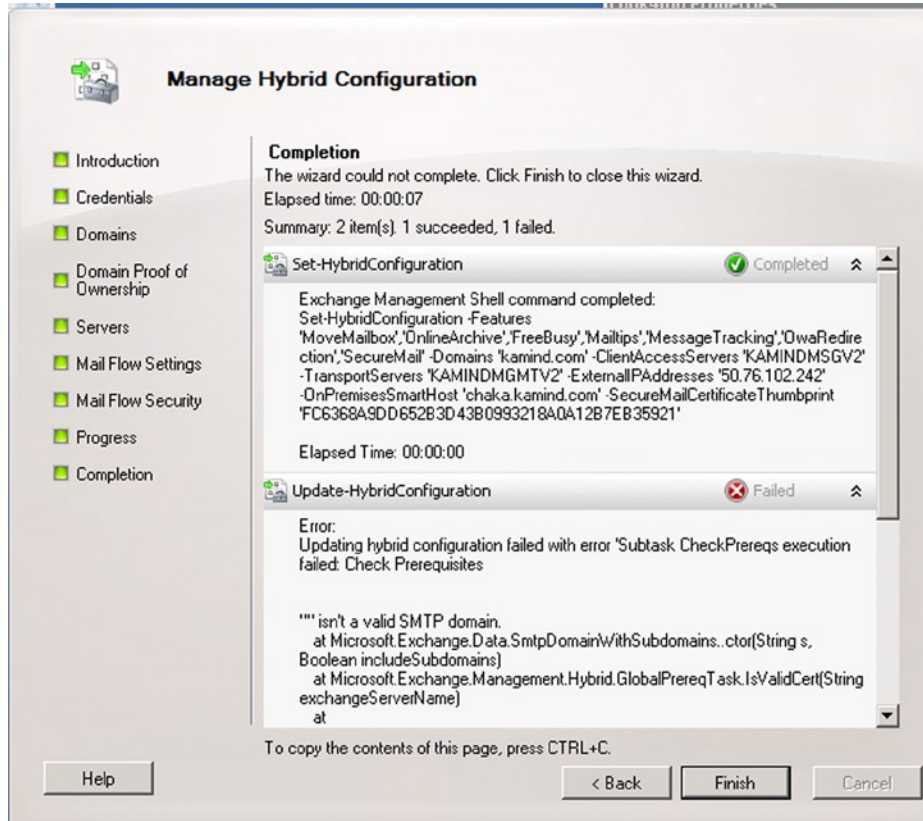 Manage Hybrid Configuration
Introduction
Credentials
Domains
Domain Proof of
Ownership
Servers
Mail Flow Settings
Mail Flow Security
Progress
Completion
Completion
The wizard could not complete. Click Finish to close this wizard.
Elapsed time: 00:00:07
Summary: 2 item(s). 1 succeeded, 1 failed.
Set-HybridConfiguration
Completed
Exchange Management Shell command completed:
Set-HybridConfiguration -Features
'MoveMailbox','OnlineArchive','FreeBusy','Mailtips','MessageTracking','OwaRedire
ction','SecureMail' -Domains 'kamind.com' -ClientAccessServers 'KAMINDMSGV2'
-TransportServers 'KAMINDMGMTV2' -ExternalIPAddresses '50.76.102.242'
-OnPremisesSmartHost 'chaka.kamind.com' -SecureMailCertificateThumbprint
'FC6368A9DD652B3D43B0993218A0A12B7EB35921'
Elapsed Time: 00:00:00
Update-HybridConfiguration
Failed
Error:
Updating hybrid configuration failed with error 'Subtask CheckPrereqs execution
failed: Check Prerequisites
"" isn't a valid SMTP domain.
at Microsoft.Exchange.Data.SmtpDomainWithSubdomains..ctor(String s,
Boolean includeSubdomains)
at Microsoft.Exchange.Management.Hybrid.GlobalPrereqTask.IsValidCert(String
exchangeServerName)
at
To copy the contents of this page, press CTRL+C.
Help
< Back
Finish
Cancel